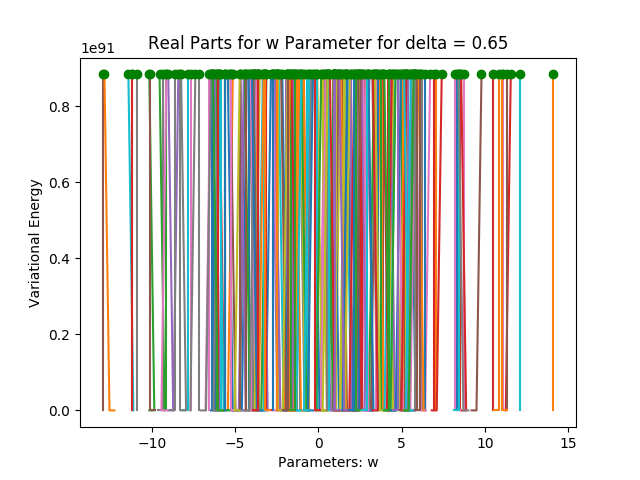 Real Parts for w Parameter for delta = 0.65
1e91
0.8
0.6
0.4
0.2
0.0
Variational Energy
−10 −5 0 5 10 15
Parameters: w